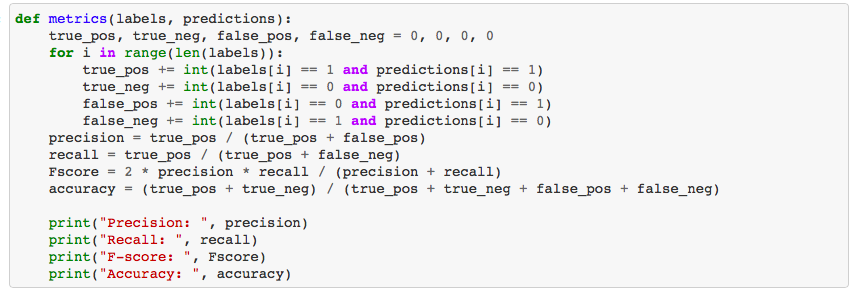 def metrics(labels, predictions):
    true_pos, true_neg, false_pos, false_neg = 0, 0, 0, 0
    for i in range(len(labels)):
        true_pos += int(labels[i] == 1 and predictions[i] == 1)
        true_neg += int(labels[i] == 0 and predictions[i] == 0)
        false_pos += int(labels[i] == 0 and predictions[i] == 1)
        false_neg += int(labels[i] == 1 and predictions[i] == 0)
    precision = true_pos / (true_pos + false_pos)
    recall = true_pos / (true_pos + false_neg)
    Fscore = 2 * precision * recall / (precision + recall)
    accuracy = (true_pos + true_neg) / (true_pos + true_neg + false_pos + false_neg)

    print("Precision: ", precision)
    print("Recall: ", recall)
    print("F-score: ", Fscore)
    print("Accuracy: ", accuracy)